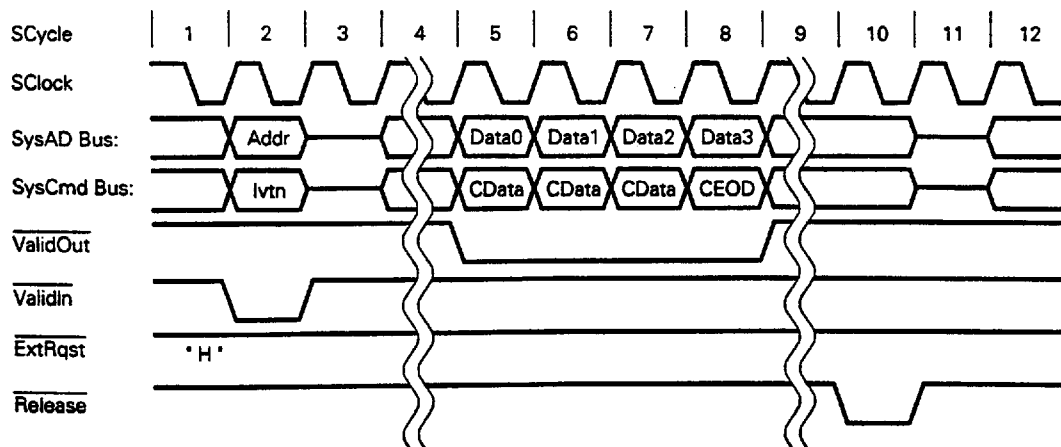 SCycle 1 2 3 4 5 6 7 8 9 10 11 12
SClock
SysAD Bus: Addr Data0 Data1 Data2 Data3
SysCmd Bus: Ivtn CData CData CData CEOD
ValidOut
ValidIn
ExtRqst
"H"
Release